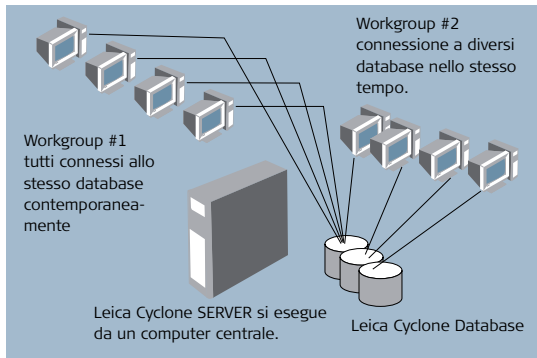 Workgroup #2
connessione a diversi
database nello stesso
tempo.
Workgroup #1
tutti connessi allo
stesso database
contemporanea-
mente
Leica Cyclone SERVER si esegue
da un computer centrale.
Leica Cyclone Database